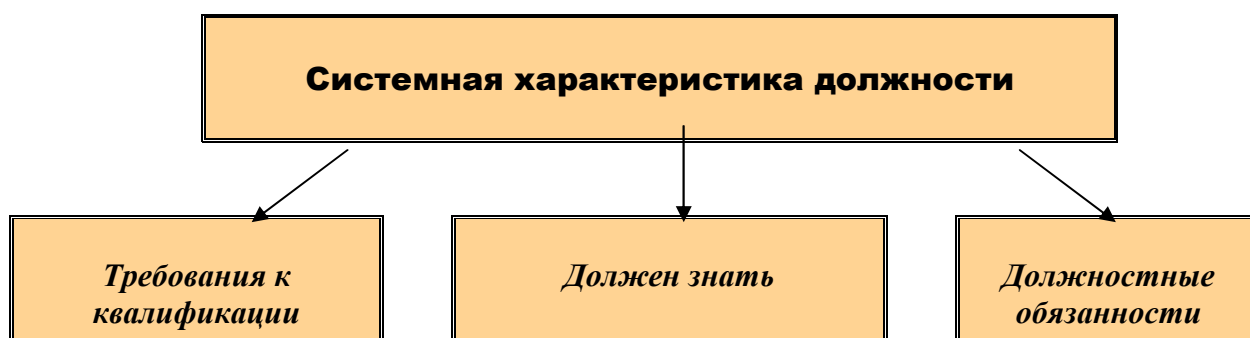 Системная характеристика должности
Требования к
квалификации
Должен знать
Должностные
обязанности